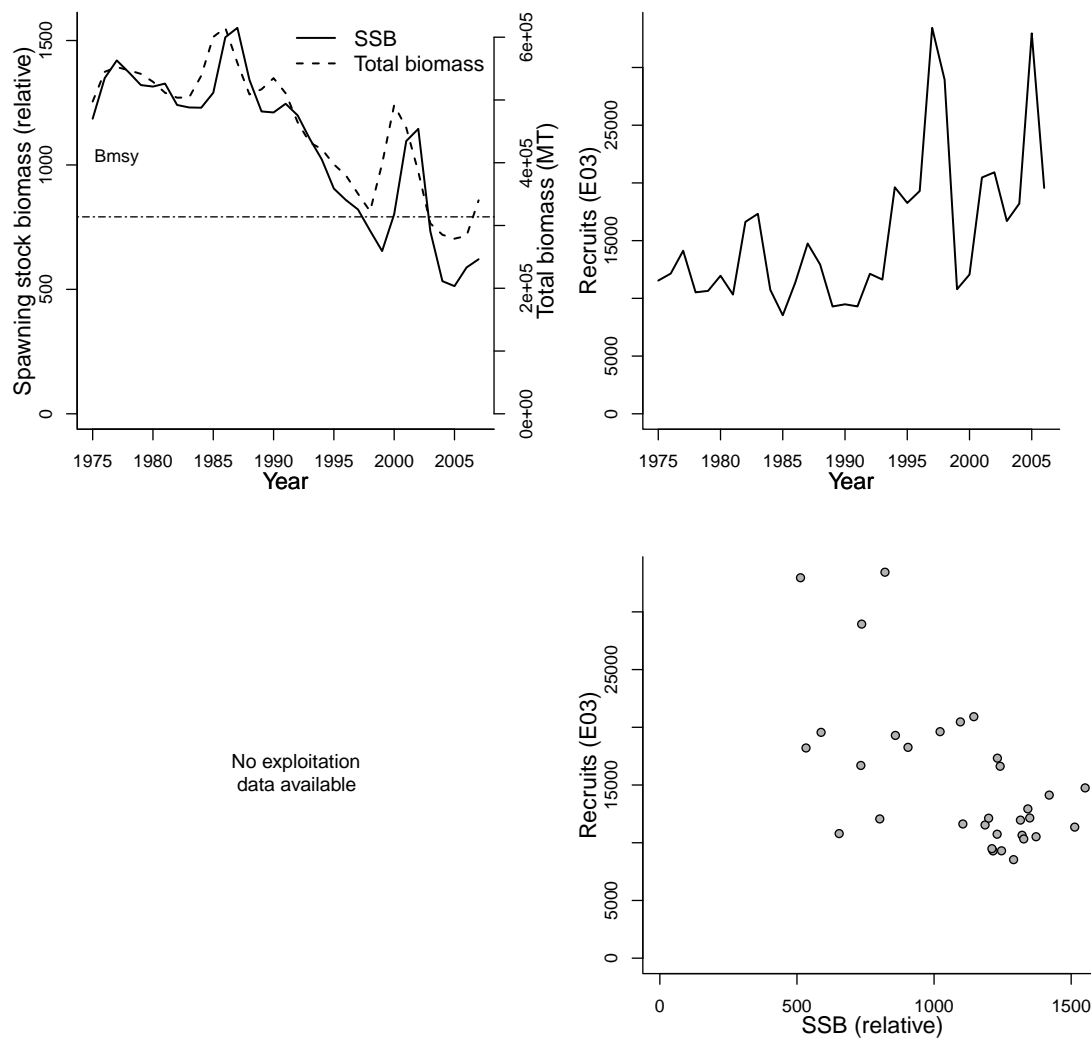 Spawning stock biomass (relative)
0
500
1000
1500
SSB
Total biomass
Bmsy
0e+00
2e+05
4e+05
6e+05
Total biomass (MT)
1975 1980 1985 1990 1995 2000 2005
Year
Recruits (E03)
0
5000
15000
25000
1975 1980 1985 1990 1995 2000 2005
Year
No exploitation
data available
Recruits (E03)
0
5000
15000
25000
0 500 1000 1500
SSB (relative)